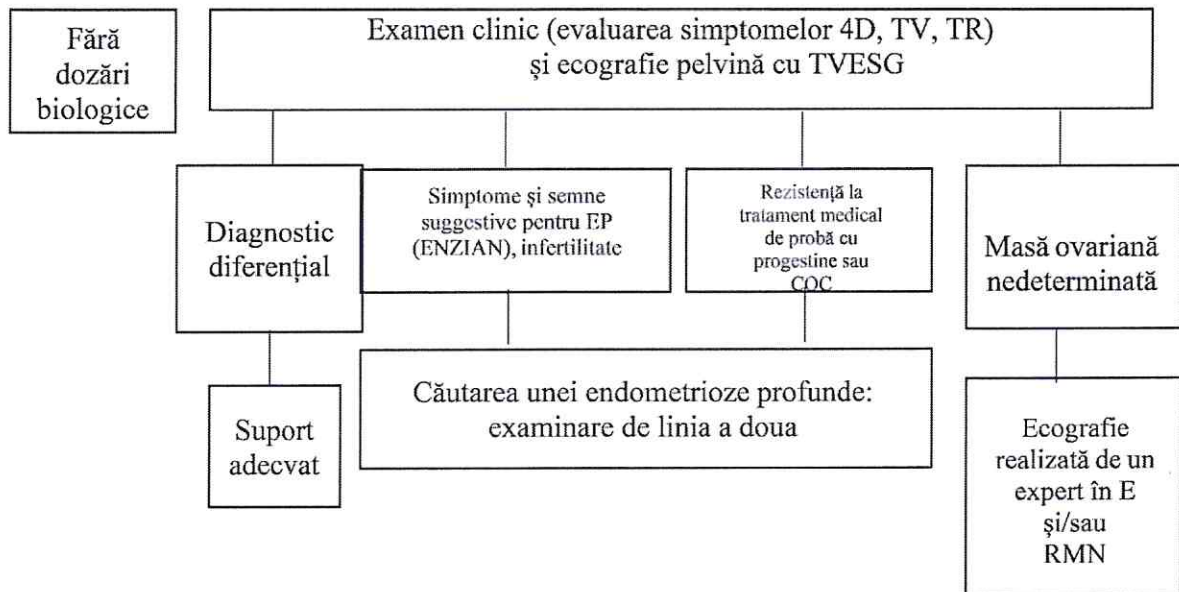 Fără
dozări
biologice
Examen clinic (evaluarea simptomelor 4D, TV, TR)
și ecografie pelvină cu TVESG
Diagnostic
diferențial
Simptome și semne
suggestive pentru EP
(ENZIAN), infertilitate
Rezistență la
tratament medical
de probă cu
progestine sau
COC
Masă ovariană
nedeterminată
Suport
adecvat
Căutarea unei endometrioze profunde:
examinare de linia a doua
Ecografie
realizată de un
expert în E
și/sau
RMN